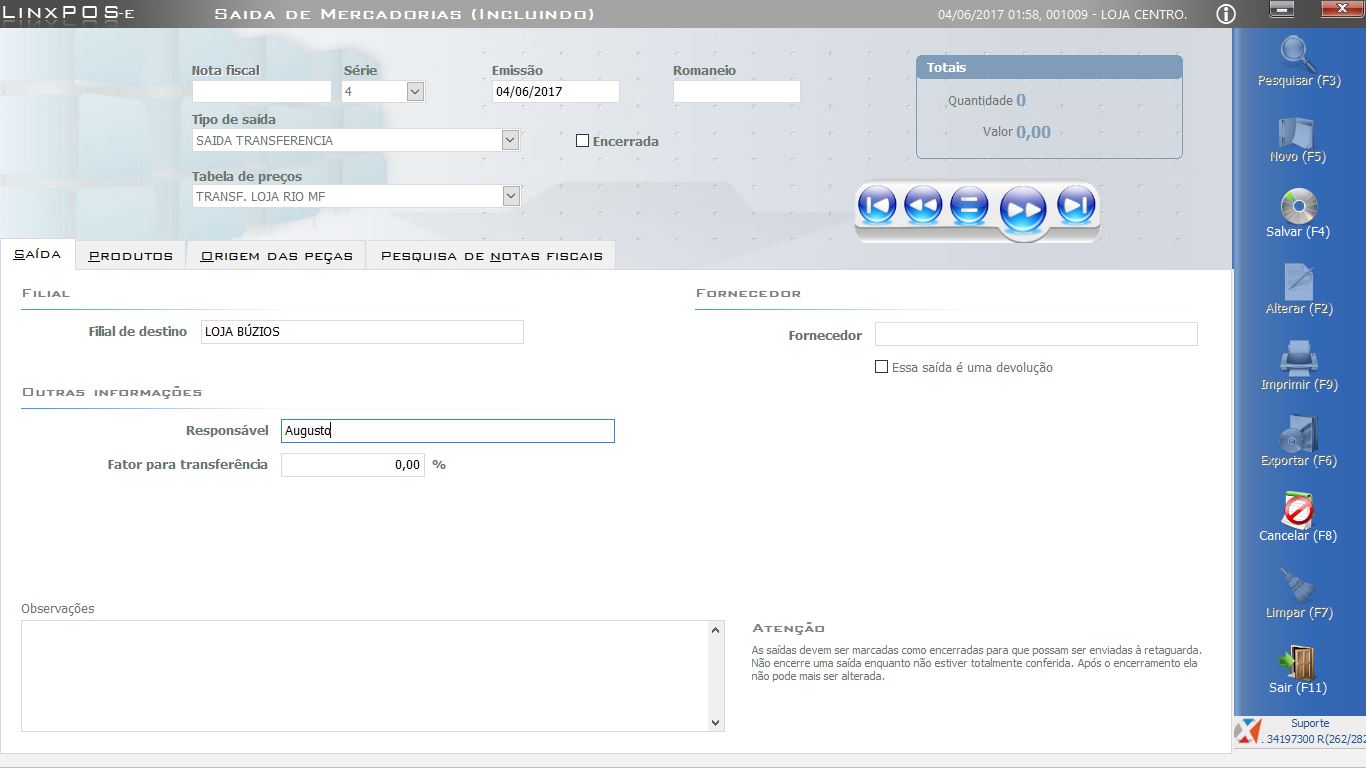 LinxPOS-e
Saida de Mercadorias (Incluindo)
04/06/2017 01:58, 001009 - LOJA CENTRO.
Nota fiscal
Série
Emissão
Romaneio
4
04/06/2017
Tipo de saída
SAIDA TRANSFERENCIA
Encerrada
Tabela de preços
TRANSF. LOJA RIO MF
Totais
Quantidade 0
Valor 0,00
Saída
Produtos
Origem das peças
Pesquisa de Notas fiscais
Filial
Filial de destino
LOJA BÚZIOS
Fornecedor
Fornecedor
Essa saída é uma devolução
Outras informações
Responsável
Augusto
Fator para transferência
0,00 %
Observações
Atenção
As saídas devem ser marcadas como encerradas para que possam ser enviadas à retaguarda.
Não encerre uma saída enquanto não estiver totalmente conferida. Após o encerramento ela
não pode mais ser alterada.
Pesquisar (F3)
Novo (F5)
Salvar (F4)
Alterar (F2)
Imprimir (F9)
Exportar (F6)
Cancelar (F8)
Limpar (F7)
Sair (F11)
Suporte
. 34197300 R(262/282